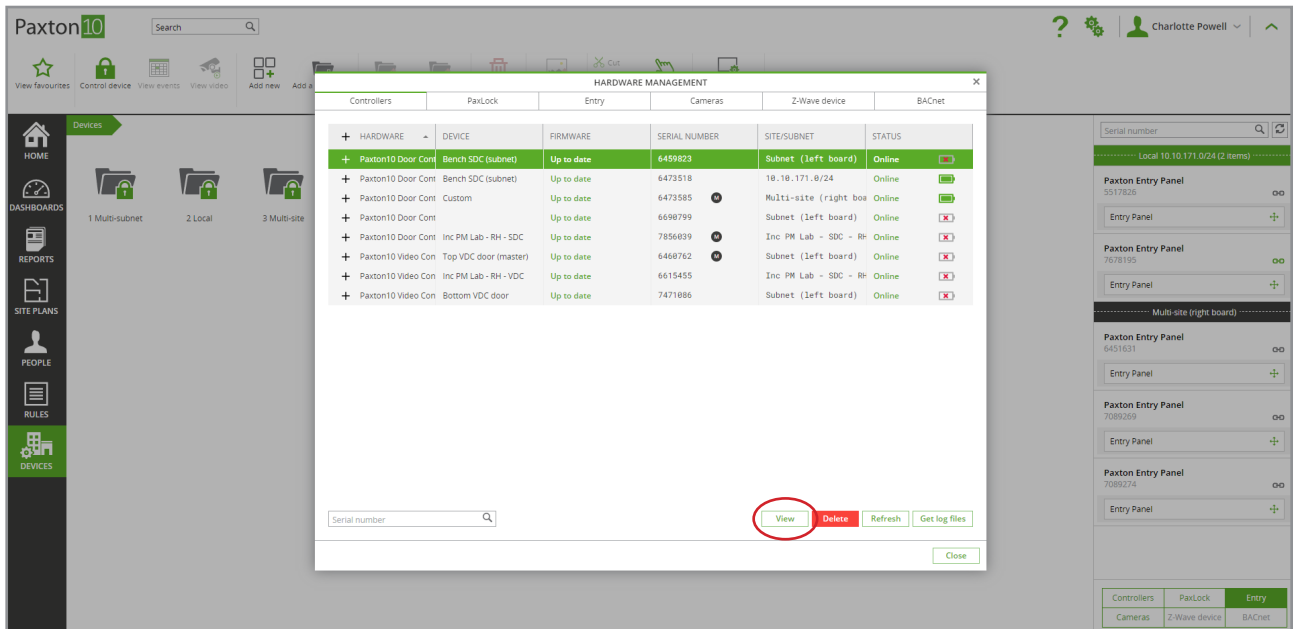 Paxton10
Search
?
Charlotte Powell
View favourites
Control device
View events
View video
Add new
Add a
Cut
HARDWARE MANAGEMENT
Controllers PaxLock Entry Cameras Z-Wave device BACnet
HARDWARE DEVICE FIRMWARE SERIAL NUMBER SITE/SUBNET STATUS
Paxton10 Door Cont Bench SDC (subnet) Up to date 6459823 Subnet (left board) Online
Paxton10 Door Cont Bench SDC (subnet) Up to date 6473518 10.10.171.0/24 Online
Paxton10 Door Cont Custom Up to date 6473585 M Multi-site (right boa Online
Paxton10 Door Cont Up to date 6690799 Subnet (left board) Online
Paxton10 Door Cont Inc PM Lab - RH - SDC Up to date 7856039 M Inc PM Lab - SDC - RH Online
Paxton10 Video Con Top VDC door (master) Up to date 6460762 M Subnet (left board) Online
Paxton10 Video Con Inc PM Lab - RH - VDC Up to date 6615455 Inc PM Lab - SDC - RH Online
Paxton10 Video Con Bottom VDC door Up to date 7471086 Subnet (left board) Online
Serial number
View Delete Refresh Get log files
Close
HOME
DASHBOARDS
REPORTS
SITE PLANS
PEOPLE
RULES
DEVICES
Devices
1 Multi-subnet
2 Local
3 Multi-site
Serial number
Local 10.10.171.0/24 (2 items)
Paxton Entry Panel
5517826
Entry Panel
Paxton Entry Panel
7678195
Entry Panel
Multi-site (right board)
Paxton Entry Panel
6451631
Entry Panel
Paxton Entry Panel
7089269
Entry Panel
Paxton Entry Panel
7089274
Entry Panel
Controllers PaxLock Entry
Cameras Z-Wave device BACnet